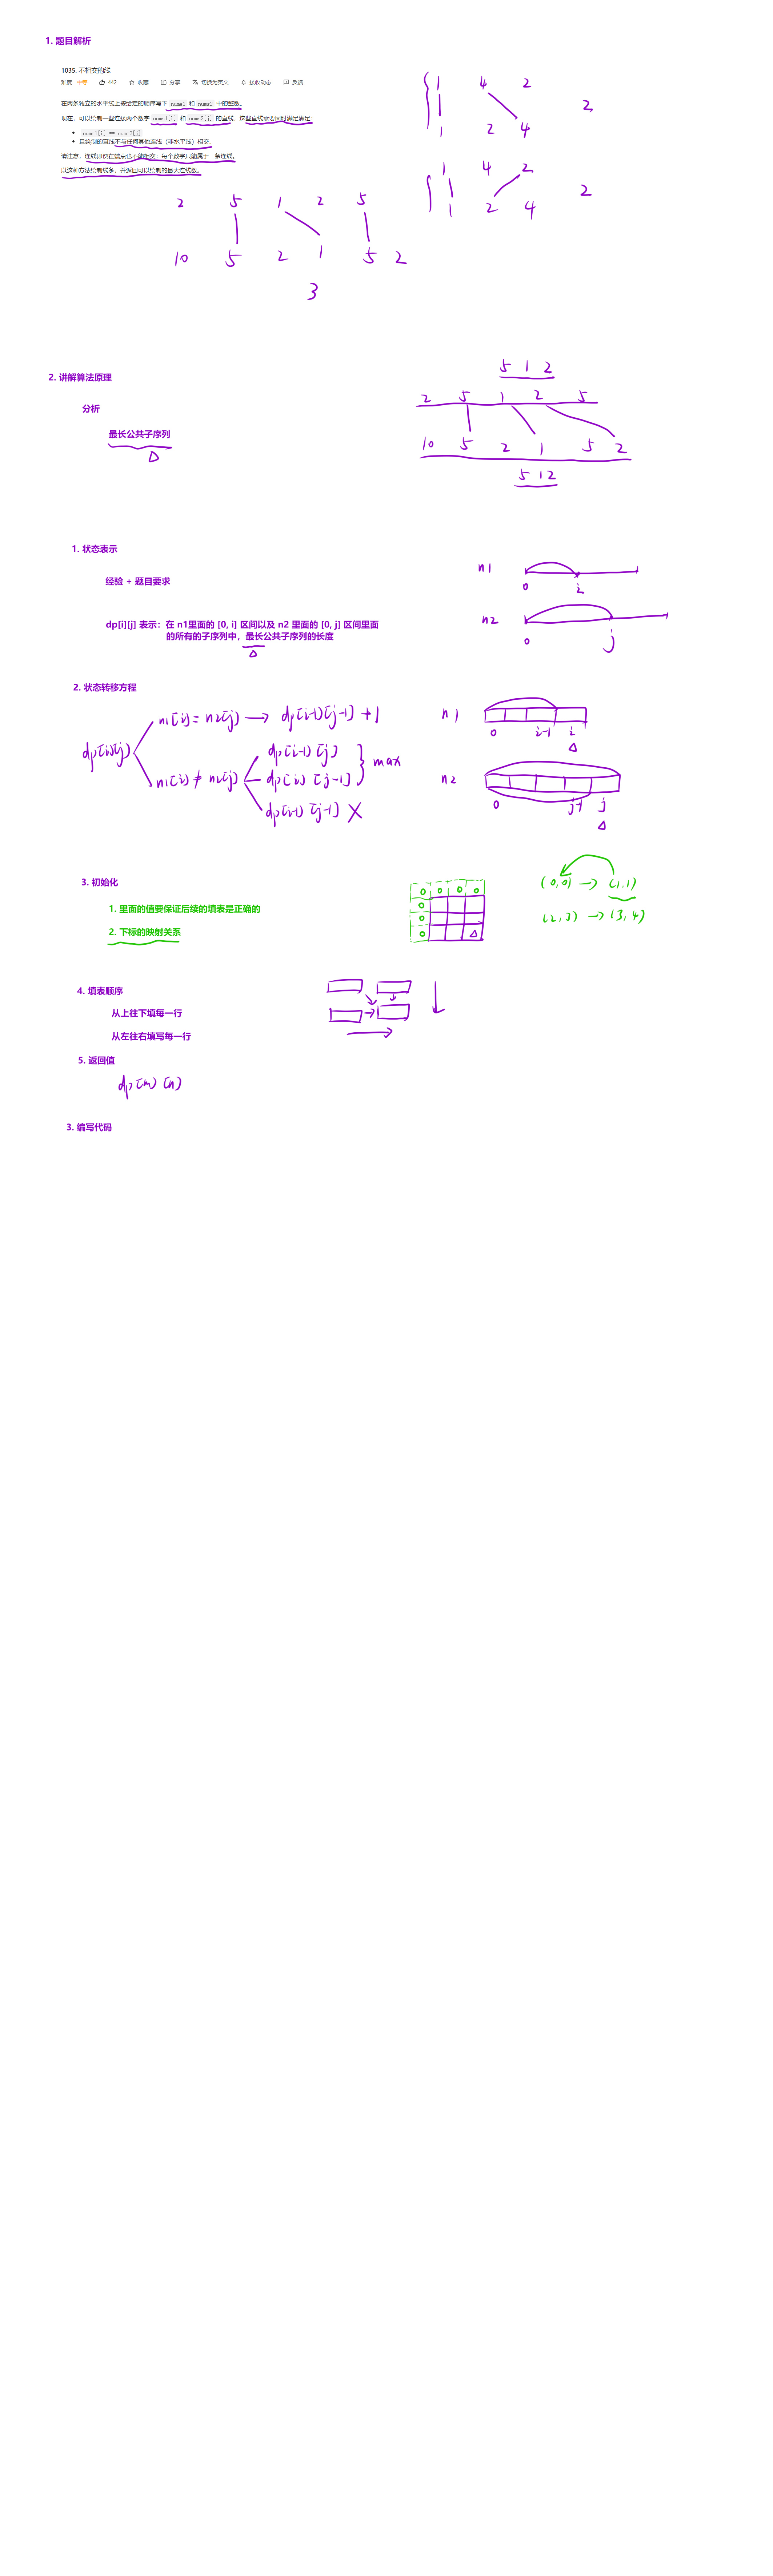 1. 题目解析
1035. 不相交的线
难度 中等 442 收藏 分享 切换为英文 接收动态 反馈
在两条独立的水平线上按给定的顺序写下 nums1 和 nums2 中的整数。
现在，可以绘制一些连接两个数字 nums1[i] 和 nums2[j] 的直线，这些直线需要同时满足满足：
nums1[i] == nums2[j]
且绘制的直线不与任何其他连线（非水平线）相交。
请注意，连线即使在端点也不能相交：每个数字只能属于一条连线。
以这种方法绘制线条，并返回可以绘制的最大连线数。
1 4 2
2
1 2 4
1 4 2
2
1 2 4
2 5 1 2 5
10 5 2 1 5 2
3
2. 讲解算法原理
分析
最长公共子序列
5 1 2
2 5 1 2 5
10 5 2 1 5 2
5 1 2
1. 状态表示
经验 + 题目要求
n1
0 i
dp[i][j] 表示：在 n1里面的 [0, i] 区间以及 n2 里面的 [0, j] 区间里面
的所有的子序列中，最长公共子序列的长度
n2
0 j
2. 状态转移方程
dp[i][j]
n1[i] = n2[j] → dp[i-1][j-1] + 1
n1[i] ≠ n2[j]
dp[i-1][j]
dp[i][j-1]
max
dp[i-1][j-1] X
n1
0 i-1 i
n2
0 j-1 j
3. 初始化
1. 里面的值要保证后续的填表是正确的
2. 下标的映射关系
0 0 0 0
0
0
0
(0,0) → (1,1)
(2,3) → (3,4)
4. 填表顺序
从上往下填每一行
从左往右填写每一行
5. 返回值
dp[m][n]
3. 编写代码